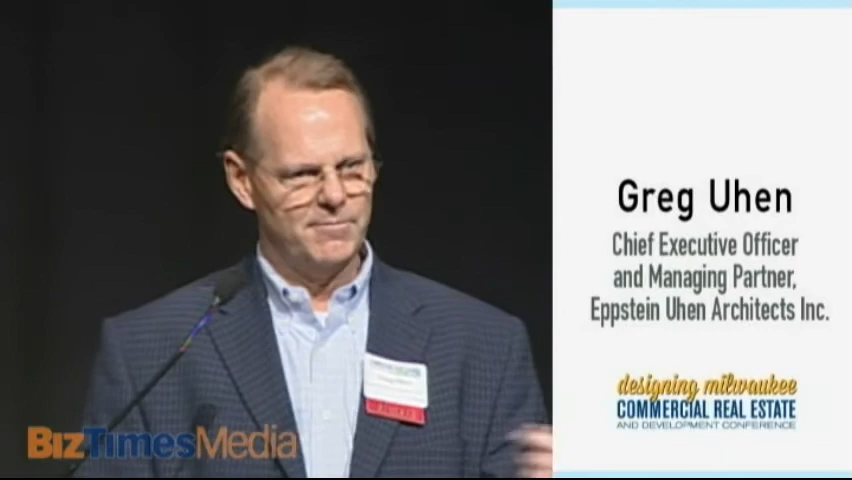 Greg Uhen
Chief Executive Officer
and Managing Partner,
Eppstein Uhen Architects Inc.
designing milwaukee
COMMERCIAL REAL ESTATE
AND DEVELOPMENT CONFERENCE
BizTimesMedia